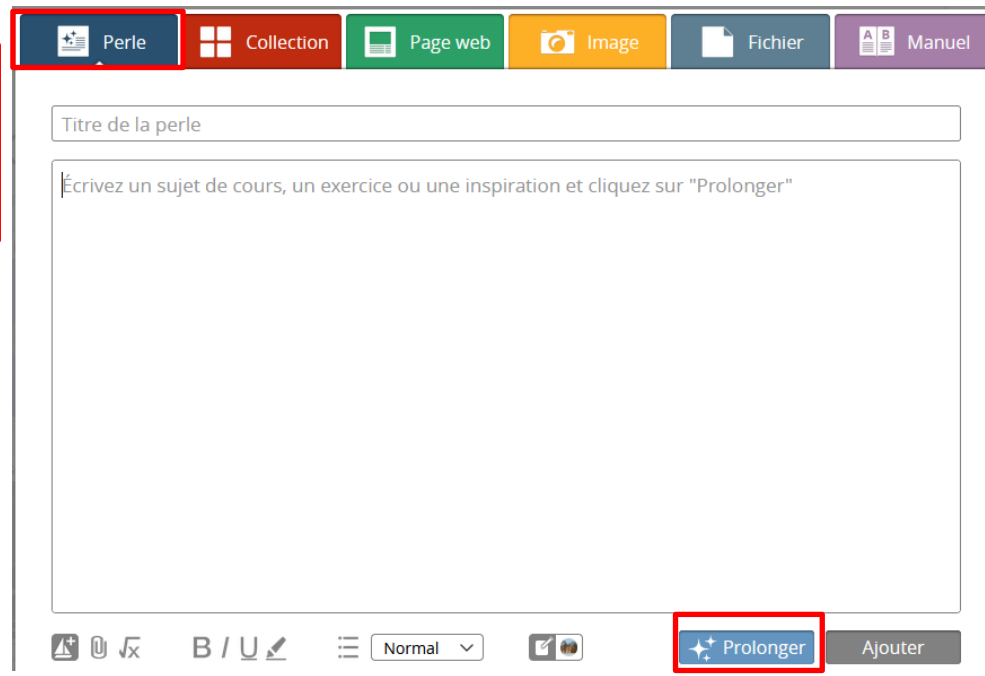 Perle Collection Page web Image Fichier A B Manuel
Titre de la perle
Écrivez un sujet de cours, un exercice ou une inspiration et cliquez sur "Prolonger"
√x B I U Normal Prolonger Ajouter